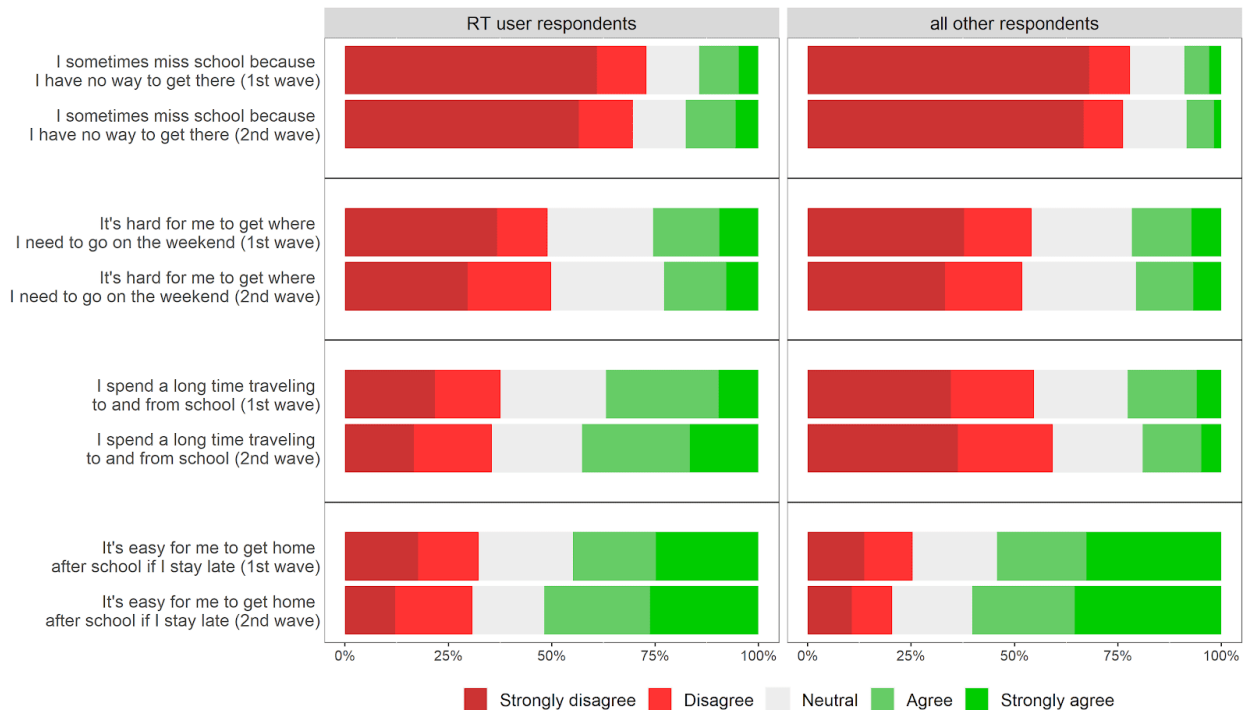 RT user respondents
all other respondents
I sometimes miss school because
I have no way to get there (1st wave)
I sometimes miss school because
I have no way to get there (2nd wave)
It's hard for me to get where
I need to go on the weekend (1st wave)
It's hard for me to get where
I need to go on the weekend (2nd wave)
I spend a long time traveling
to and from school (1st wave)
I spend a long time traveling
to and from school (2nd wave)
It's easy for me to get home
after school if I stay late (1st wave)
It's easy for me to get home
after school if I stay late (2nd wave)
0% 25% 50% 75% 100%
0% 25% 50% 75% 100%
Strongly disagree Disagree Neutral Agree Strongly agree